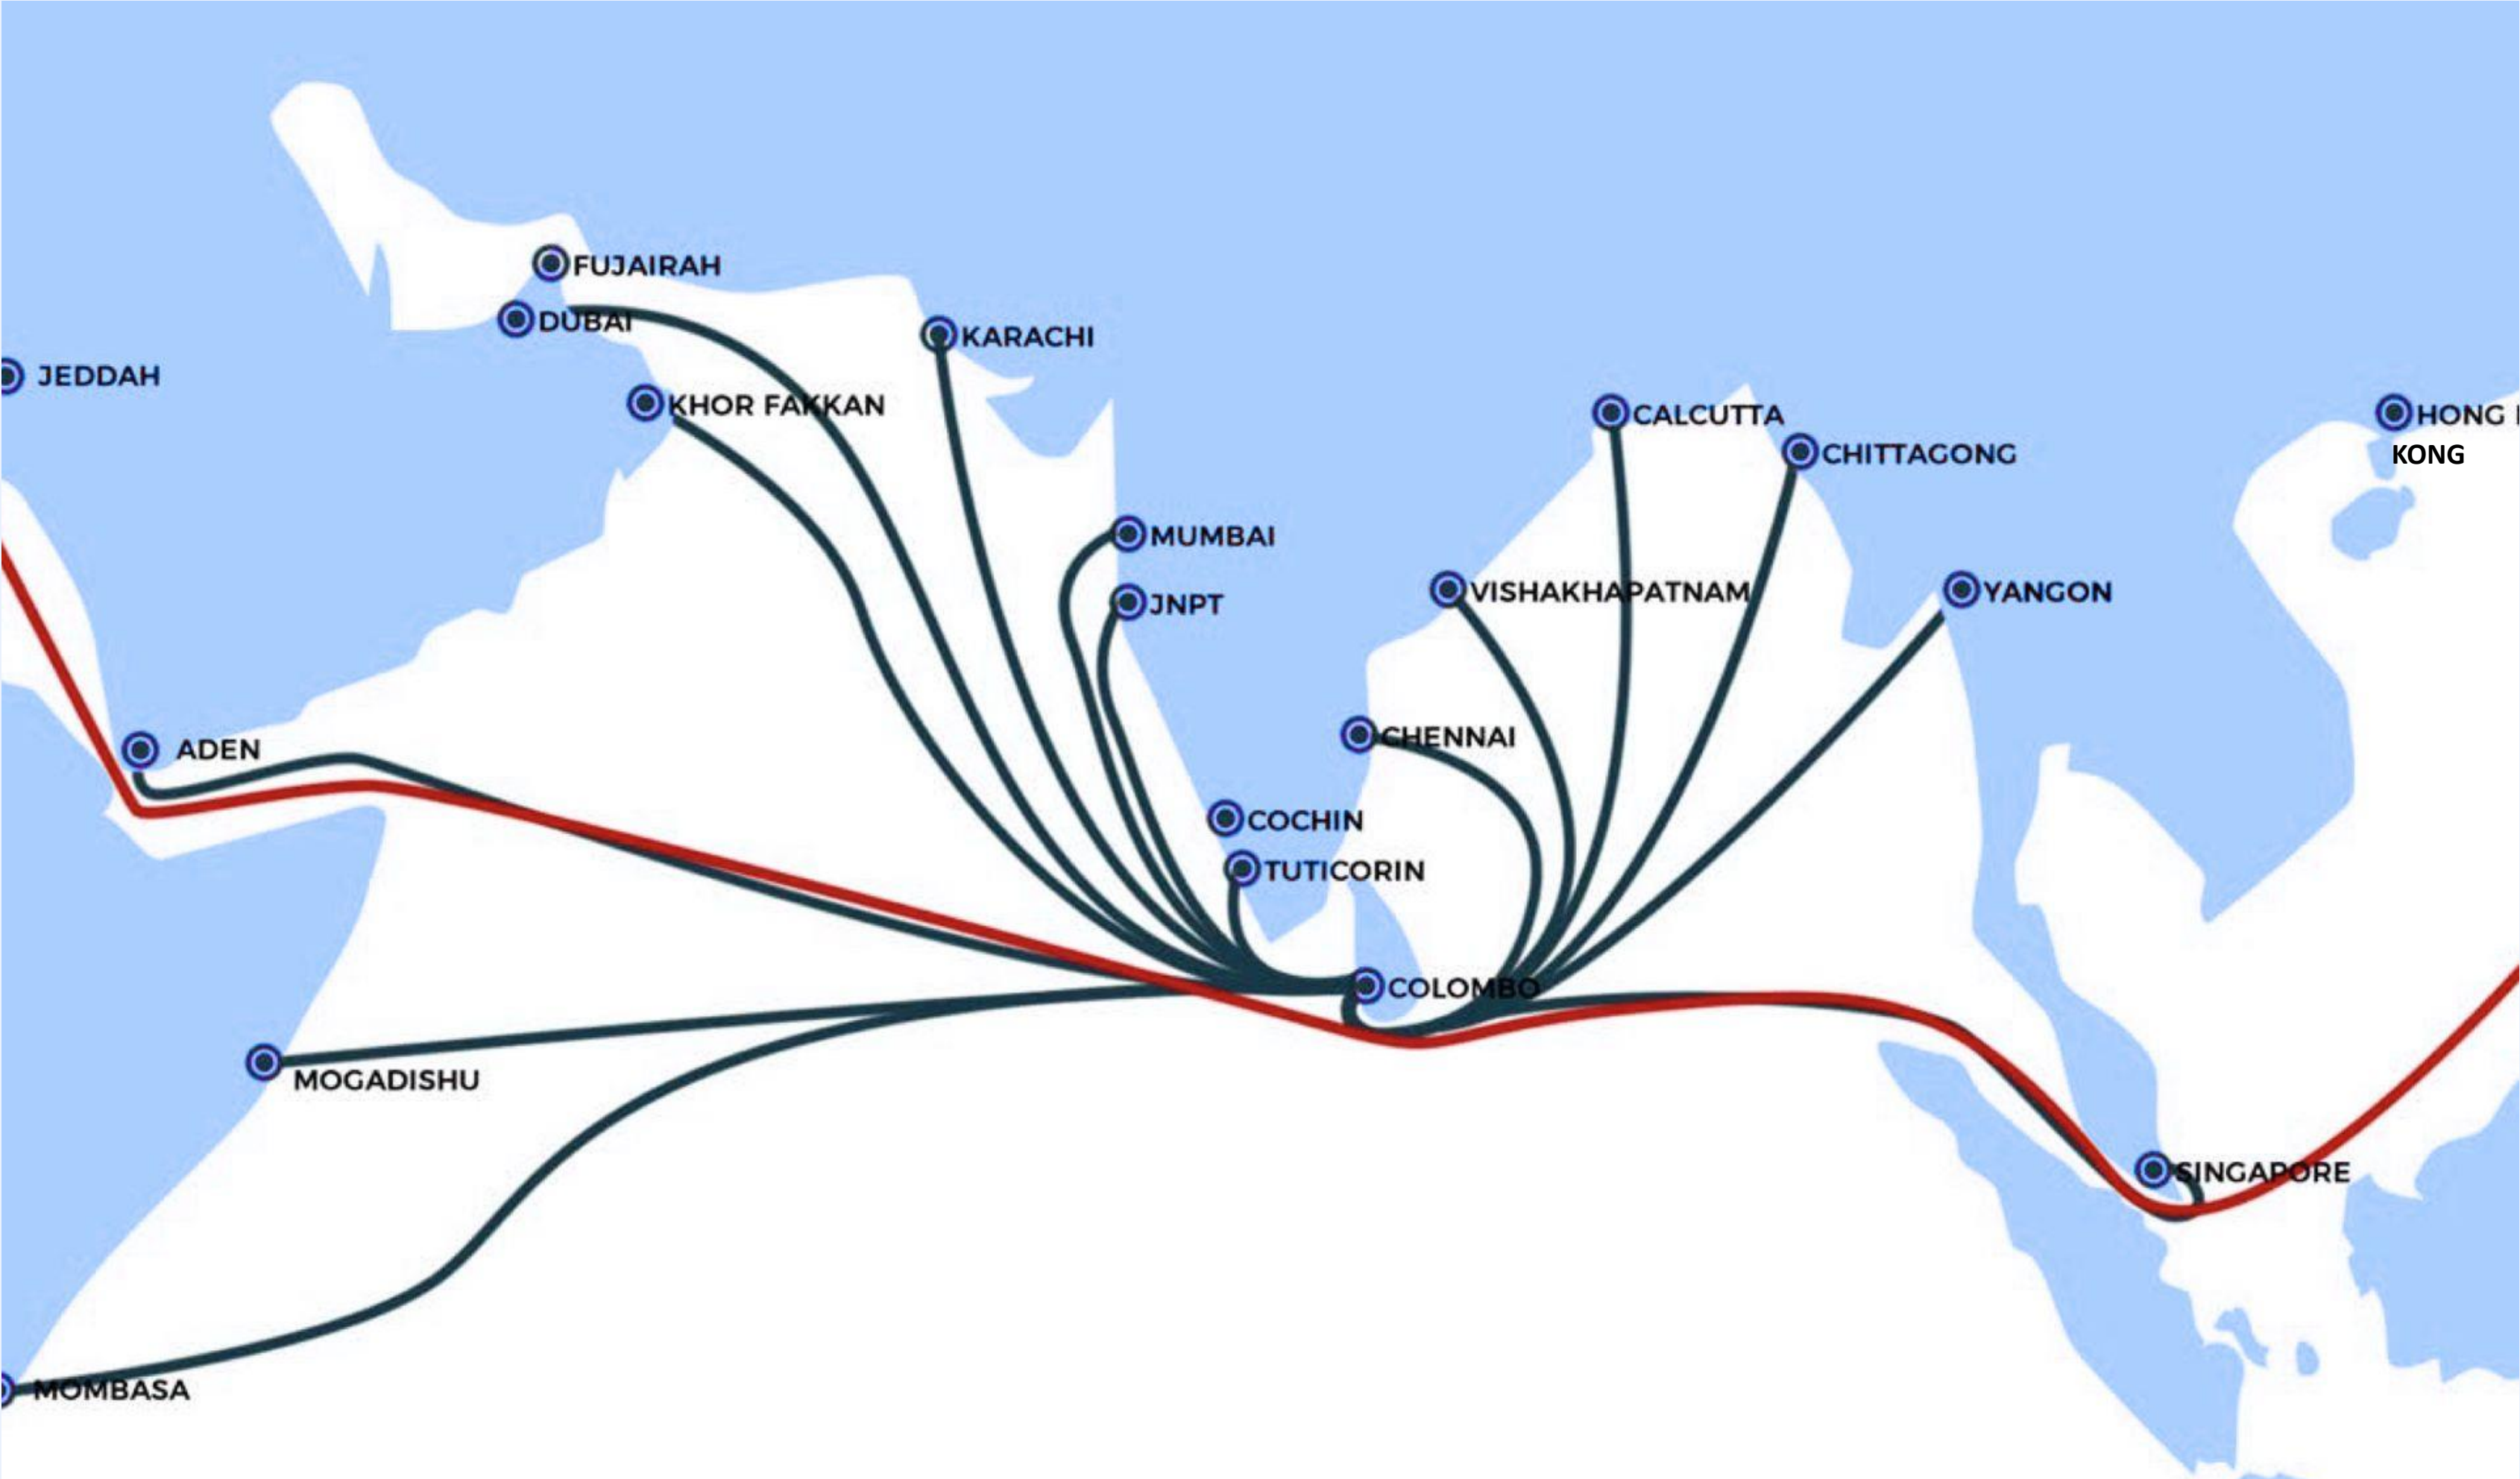 FUJAIRAH
DUBAI
KARACHI
JEDDAH
KHOR FAKKAN
CALCUTTA
HONG
KONG
CHITTAGONG
MUMBAI
JNPT
VISHAKHAPATNAM
YANGON
CHENNAI
ADEN
COCHIN
TUTICORIN
COLOMBO
MOGADISHU
SINGAPORE
MOMBASA